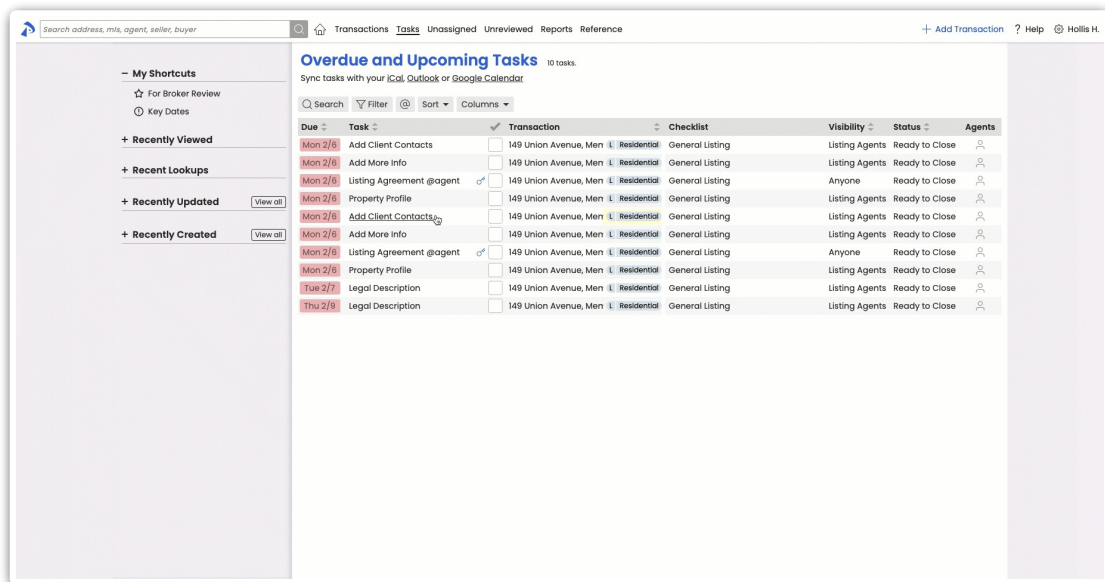 Search address, mls, agent, seller, buyer
Transactions Tasks Unassigned Unreviewed Reports Reference
+ Add Transaction ? Help Hollis H.
− My Shortcuts
For Broker Review
Key Dates
+ Recently Viewed
+ Recent Lookups
+ Recently Updated View all
+ Recently Created View all
Overdue and Upcoming Tasks 10 tasks.
Sync tasks with your iCal, Outlook or Google Calendar
Search Filter @ Sort Columns
Due Task Transaction Checklist Visibility Status Agents
Mon 2/6 Add Client Contacts 149 Union Avenue, Mem L Residential General Listing Listing Agents Ready to Close
Mon 2/6 Add More Info 149 Union Avenue, Mem L Residential General Listing Listing Agents Ready to Close
Mon 2/6 Listing Agreement @agent 149 Union Avenue, Mem L Residential General Listing Anyone Ready to Close
Mon 2/6 Property Profile 149 Union Avenue, Mem L Residential General Listing Listing Agents Ready to Close
Mon 2/6 Add Client Contacts 149 Union Avenue, Mem L Residential General Listing Listing Agents Ready to Close
Mon 2/6 Add More Info 149 Union Avenue, Mem L Residential General Listing Listing Agents Ready to Close
Mon 2/6 Listing Agreement @agent 149 Union Avenue, Mem L Residential General Listing Anyone Ready to Close
Mon 2/6 Property Profile 149 Union Avenue, Mem L Residential General Listing Listing Agents Ready to Close
Tue 2/7 Legal Description 149 Union Avenue, Mem L Residential General Listing Listing Agents Ready to Close
Thu 2/9 Legal Description 149 Union Avenue, Mem L Residential General Listing Listing Agents Ready to Close